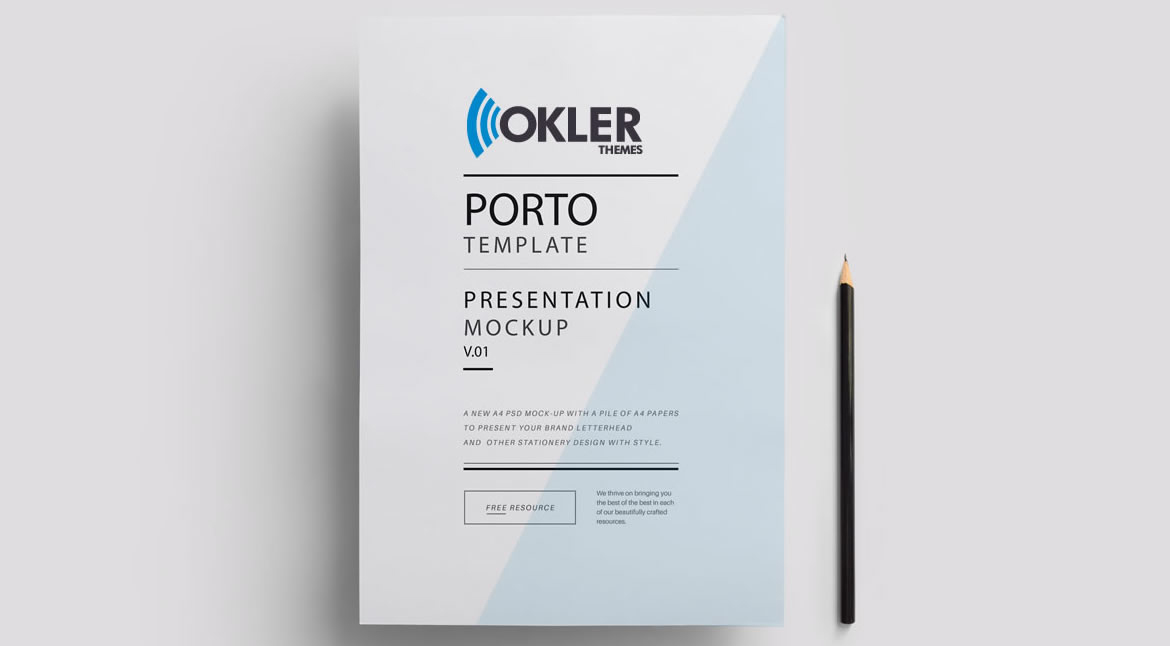 OKLER
THEMES
PORTO
TEMPLATE
PRESENTATION
MOCKUP
V.01
A NEW A4 PSD MOCK-UP WITH A PILE OF A4 PAPERS
TO PRESENT YOUR BRAND LETTERHEAD
AND OTHER STATIONERY DESIGN WITH STYLE.
FREE RESOURCE
We thrive on bringing you
the best of the best in each
of our beautifully crafted
resources.